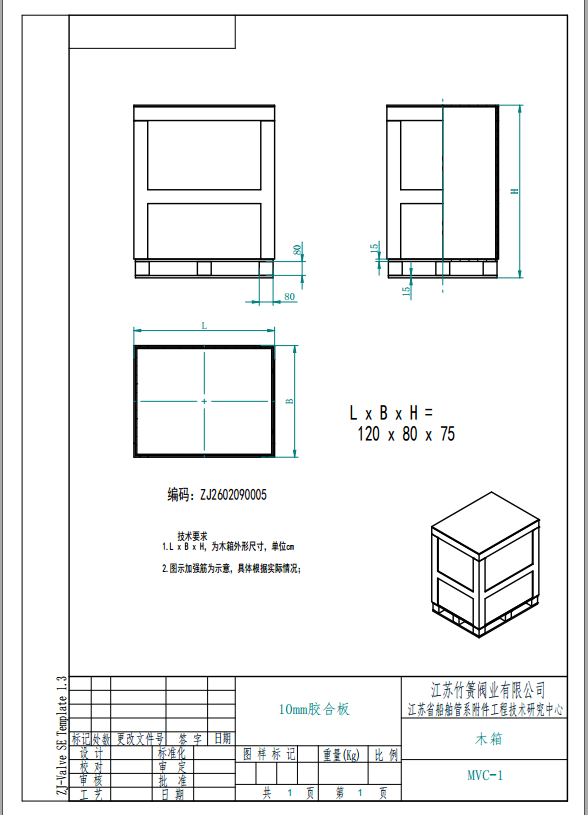 H
80
80
15
15
L
B
L x B x H =
120 x 80 x 75
编码: ZJ2602090005
技术要求
1.L x B x H, 为木箱外形尺寸, 单位cm
2.图示加强筋为示意, 具体根据实际情况;
ZJ-Valve SE Template 1.3
10mm胶合板
江苏竹箦阀业有限公司
江苏省船舶管系附件工程技术研究中心
标记 处数 更改文件号 签字 日期
木箱
设计 标准化
图样标记 重量(Kg) 比例
校对 审定
MVC-1
审核 批准
工艺 日期
共 1 页 第 1 页